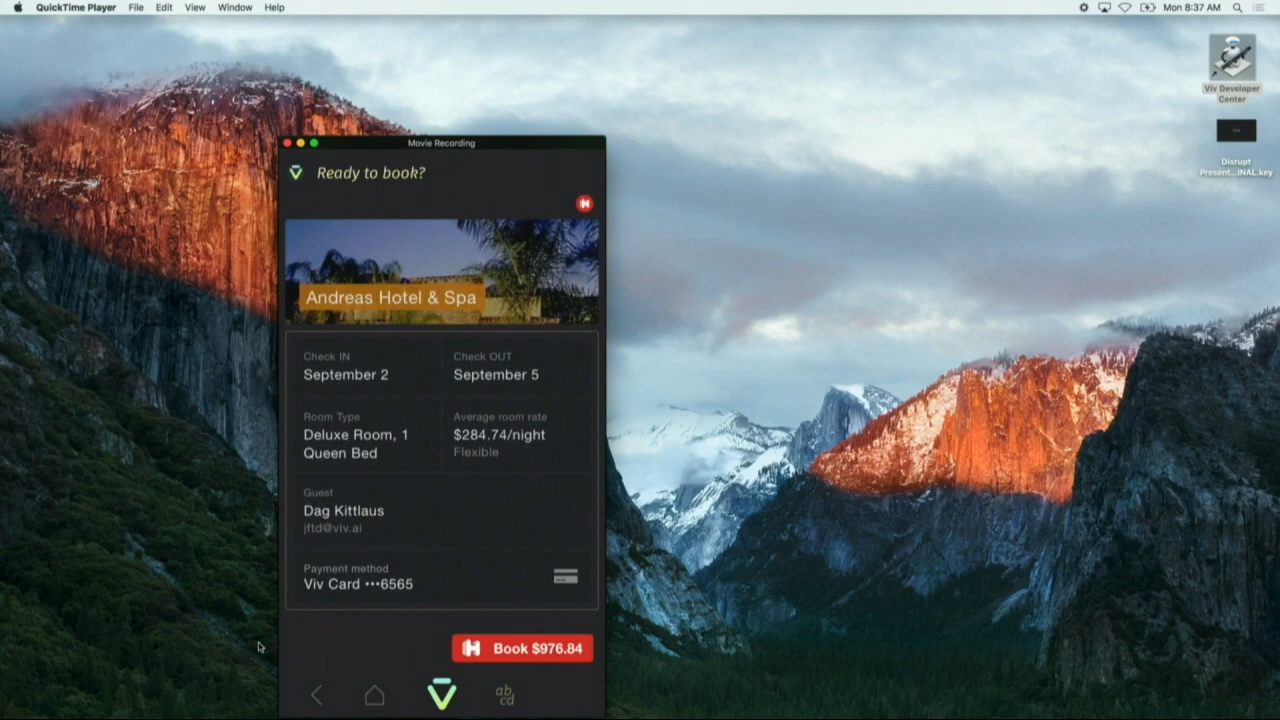 QuickTime Player File Edit View Window Help
Mon 8:37 AM
Viv Developer
Center
Disrupt
Present...INAL.key
Movie Recording
Ready to book?
Andreas Hotel & Spa
Check IN
September 2
Check OUT
September 5
Room Type
Deluxe Room, 1
Queen Bed
Average room rate
$284.74/night
Flexible
Guest
Dag Kittlaus
jftd@viv.ai
Payment method
Viv Card •••6565
Book $976.84
ab
cd